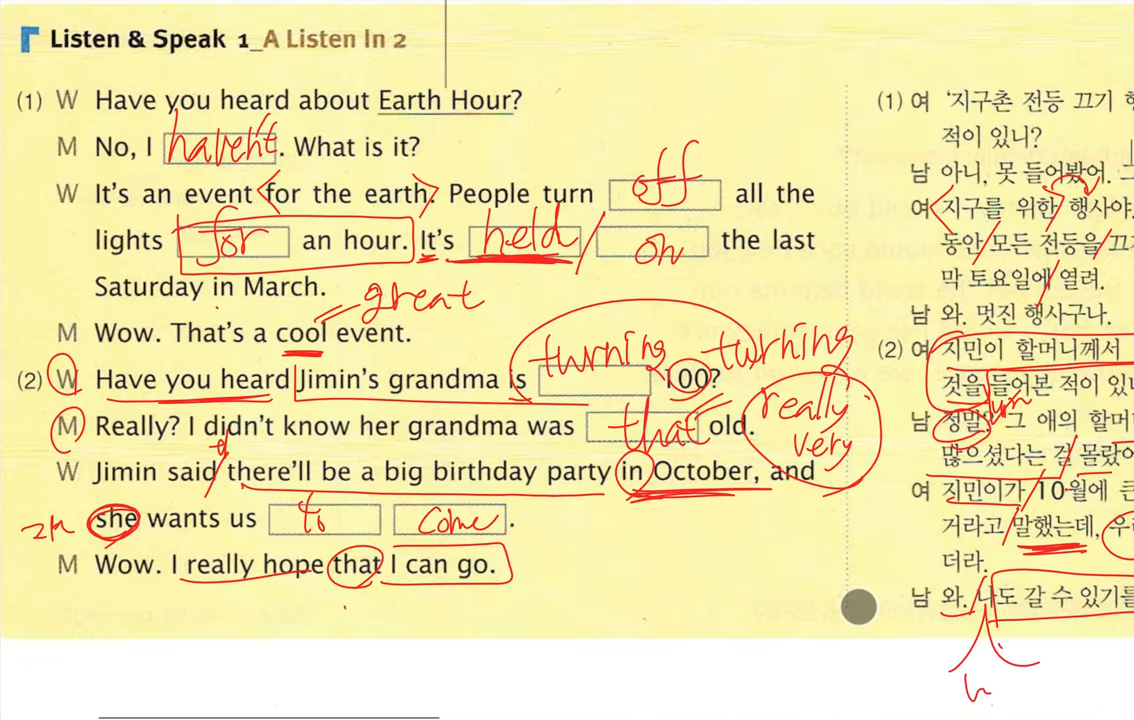 Listen & Speak 1_A Listen In 2
(1) W Have you heard about Earth Hour?
M No, I haven't. What is it?
W It's an event for the earth. People turn off all the
lights for an hour. It's held on the last
Saturday in March.
great
M Wow. That's a cool event.
turning turning
(2) W Have you heard Jimin's grandma is 100?
really
M Really? I didn't know her grandma was that old.
very
W Jimin said there'll be a big birthday party in October, and
she wants us to come.
M Wow. I really hope that I can go.
(1) 여 '지구촌 전등 끄기
적이 있니?
남 아니, 못 들어봤어.
여 지구를 위한 행사야.
동안 모든 전등을 끄
막 토요일에 열려.
남 와. 멋진 행사구나.
(2) 여 지민이 할머니께서
것을 들어본 적이 있니
남 정말? 그 애의 할머
많으셨다는 걸 몰랐어
여 지민이가 10월에 큰
거라고 말했는데, 우리
더라.
남 와. 나도 갈 수 있기를
h